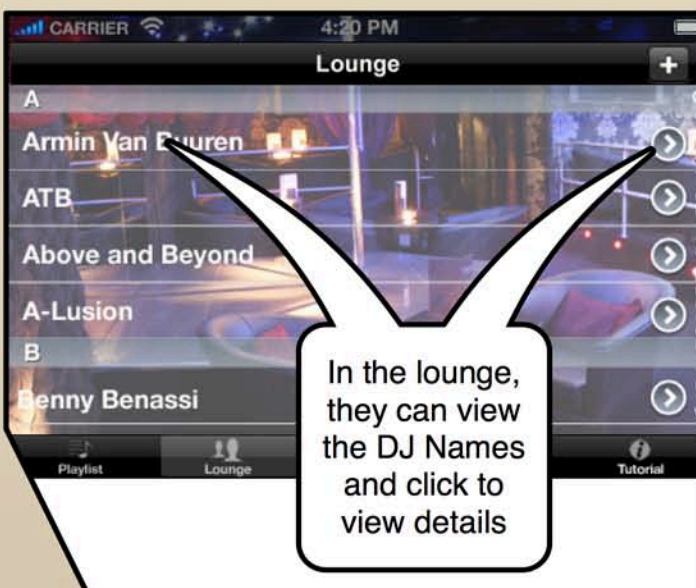 CARRIER 4:20 PM
Lounge +
A
Armin Van Buuren
ATB
Above and Beyond
A-Lusion
B
Benny Benassi
Playlist Lounge Tutorial
In the lounge,
they can view
the DJ Names
and click to
view details